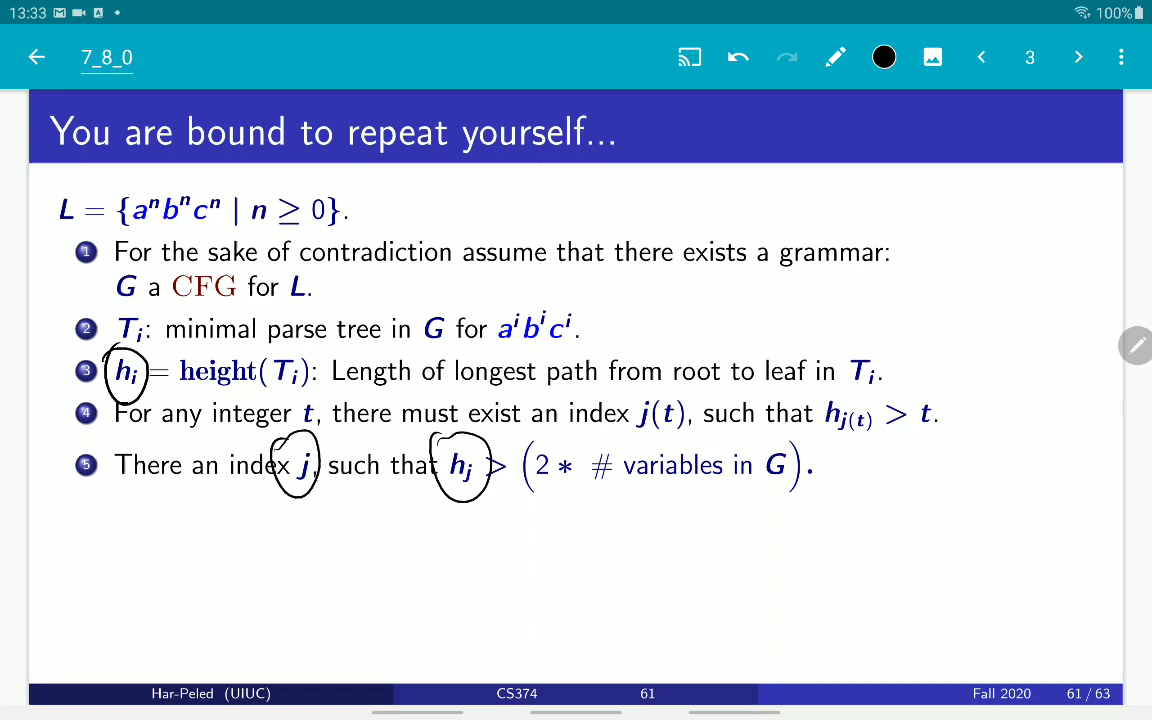 13:33 100%
7_8_0 3
You are bound to repeat yourself...
L = {aⁿbⁿcⁿ | n ≥ 0}.
1 For the sake of contradiction assume that there exists a grammar:
G a CFG for L.
2 Tᵢ: minimal parse tree in G for aⁱbⁱcⁱ.
3 hᵢ = height(Tᵢ): Length of longest path from root to leaf in Tᵢ.
4 For any integer t, there must exist an index j(t), such that h_{j(t)} > t.
5 There an index j, such that hⱼ > (2 * # variables in G).
Har-Peled (UIUC) CS374 61 Fall 2020 61 / 63